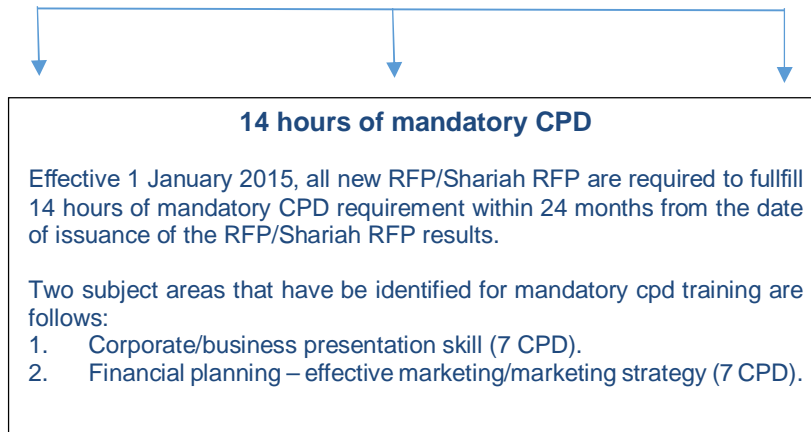 14 hours of mandatory CPD
Effective 1 January 2015, all new RFP/Shariah RFP are required to fullfill
14 hours of mandatory CPD requirement within 24 months from the date
of issuance of the RFP/Shariah RFP results.
Two subject areas that have be identified for mandatory cpd training are
follows:
1. Corporate/business presentation skill (7 CPD).
2. Financial planning – effective marketing/marketing strategy (7 CPD).